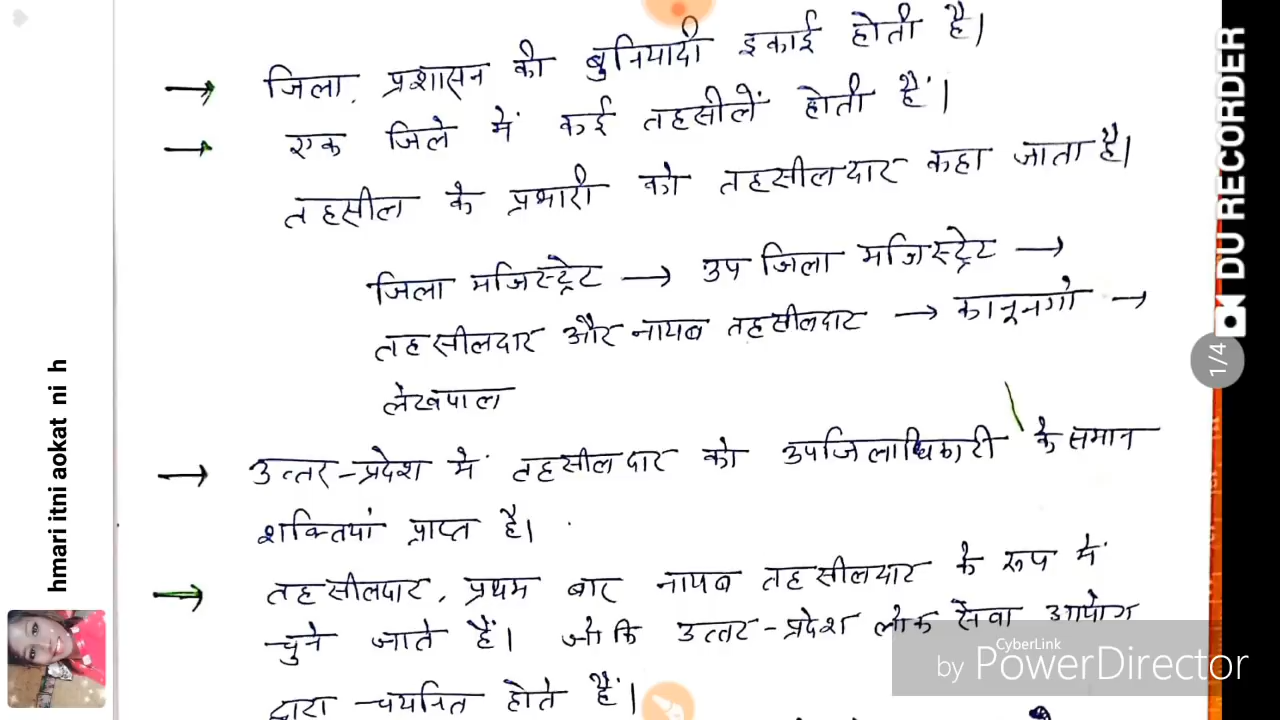 → जिला, प्रशासन की बुनियादी इकाई होती है।
→ एक जिले में कई तहसीलें होती हैं।
तहसील के प्रभारी को तहसीलदार कहा जाता है।
जिला मजिस्ट्रेट → उप जिला मजिस्ट्रेट →
तहसीलदार और नायब तहसीलदार → कानूनगो →
लेखपाल
→ उत्तर-प्रदेश में तहसीलदार को उपजिलाधिकारी के समान
शक्तियां प्राप्त है।
→ तहसीलदार, प्रथम बार नायब तहसीलदार के रूप में
चुने जाते हैं। जो कि उत्तर-प्रदेश लोक सेवा आयोग
द्वारा चयनित होते हैं।
hmari itni aokat ni h
DU RECORDER
1/4
CyberLink
by PowerDirector